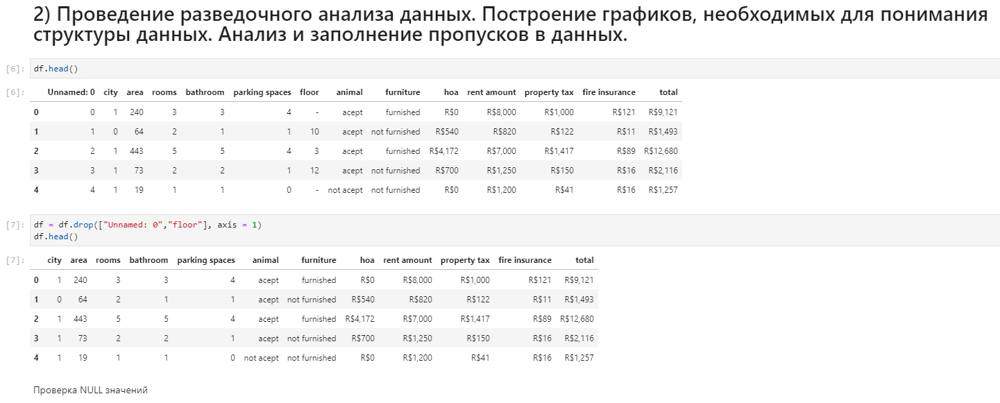 2) Проведение разведочного анализа данных. Построение графиков, необходимых для понимания
структуры данных. Анализ и заполнение пропусков в данных.
[6]: df.head()
[6]: Unnamed: 0 city area rooms bathroom parking spaces floor animal furniture hoa rent amount property tax fire insurance total
0 0 1 240 3 3 4 - acept furnished R$0 R$8,000 R$1,000 R$121 R$9,121
1 1 0 64 2 1 1 10 acept not furnished R$540 R$820 R$122 R$11 R$1,493
2 2 1 443 5 5 4 3 acept furnished R$4,172 R$7,000 R$1,417 R$89 R$12,680
3 3 1 73 2 2 1 12 acept not furnished R$700 R$1,250 R$150 R$16 R$2,116
4 4 1 19 1 1 0 - not acept not furnished R$0 R$1,200 R$41 R$16 R$1,257
[7]: df = df.drop(["Unnamed: 0","floor"], axis = 1)
df.head()
[7]: city area rooms bathroom parking spaces animal furniture hoa rent amount property tax fire insurance total
0 1 240 3 3 4 acept furnished R$0 R$8,000 R$1,000 R$121 R$9,121
1 0 64 2 1 1 acept not furnished R$540 R$820 R$122 R$11 R$1,493
2 1 443 5 5 4 acept furnished R$4,172 R$7,000 R$1,417 R$89 R$12,680
3 1 73 2 2 1 acept not furnished R$700 R$1,250 R$150 R$16 R$2,116
4 1 19 1 1 0 not acept not furnished R$0 R$1,200 R$41 R$16 R$1,257
Проверка NULL значений